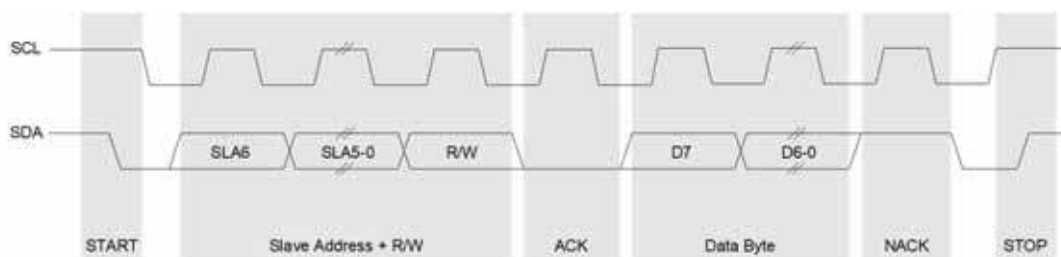 SCL
SDA
SLA6 SLA5-0 R/W D7 D6-0
START Slave Address + R/W ACK Data Byte NACK STOP